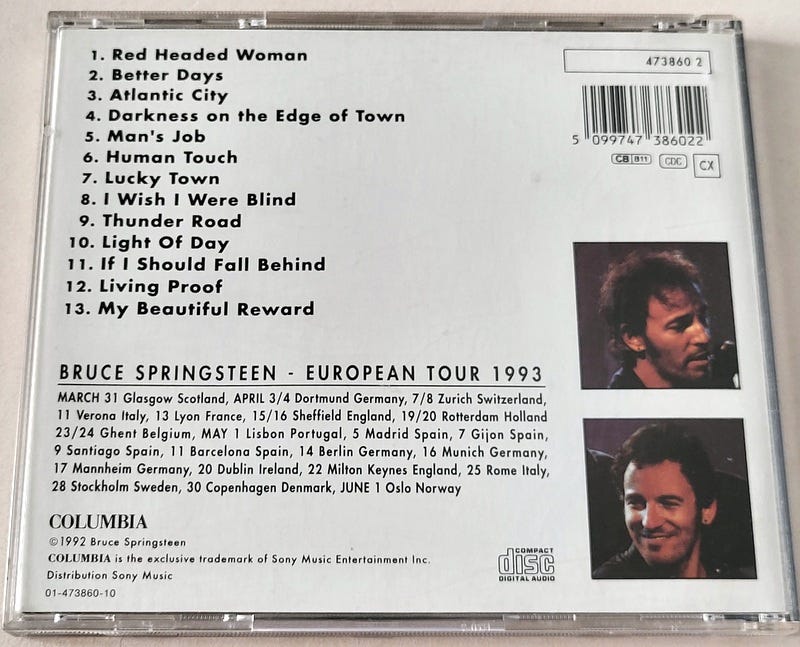 1. Red Headed Woman
2. Better Days
3. Atlantic City
4. Darkness on the Edge of Town
5. Man's Job
6. Human Touch
7. Lucky Town
8. I Wish I Were Blind
9. Thunder Road
10. Light Of Day
11. If I Should Fall Behind
12. Living Proof
13. My Beautiful Reward
473860 2
5 099747 386022
CB 811
CDC
CX
BRUCE SPRINGSTEEN - EUROPEAN TOUR 1993
MARCH 31 Glasgow Scotland, APRIL 3/4 Dortmund Germany, 7/8 Zurich Switzerland,
11 Verona Italy, 13 Lyon France, 15/16 Sheffield England, 19/20 Rotterdam Holland
23/24 Ghent Belgium, MAY 1 Lisbon Portugal, 5 Madrid Spain, 7 Gijon Spain,
9 Santiago Spain, 11 Barcelona Spain, 14 Berlin Germany, 16 Munich Germany,
17 Mannheim Germany, 20 Dublin Ireland, 22 Milton Keynes England, 25 Rome Italy,
28 Stockholm Sweden, 30 Copenhagen Denmark, JUNE 1 Oslo Norway
COLUMBIA
©1992 Bruce Springsteen
COLUMBIA is the exclusive trademark of Sony Music Entertainment Inc.
Distribution Sony Music
01-473860-10
COMPACT
disc
DIGITAL AUDIO